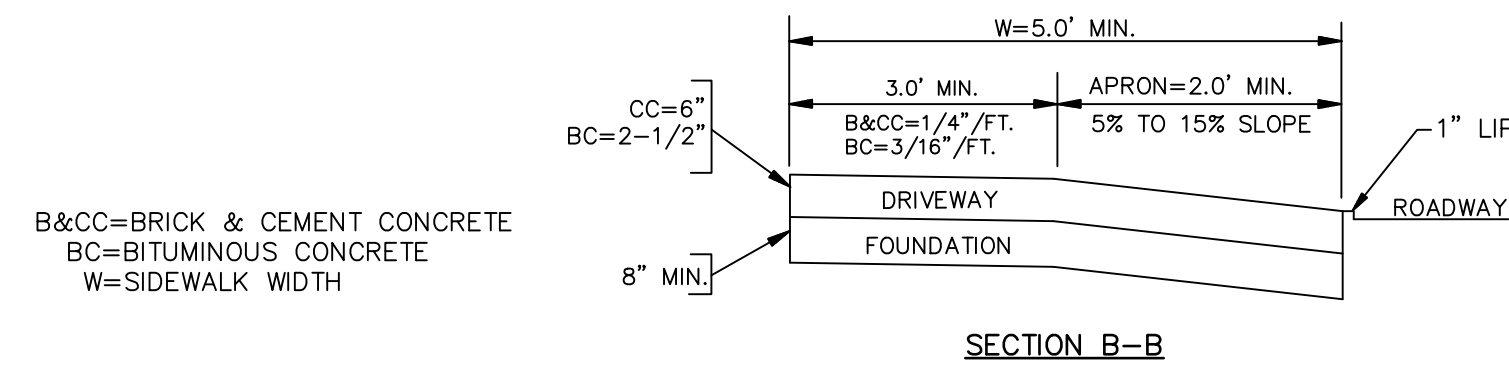 W=5.0' MIN.
3.0' MIN.
APRON=2.0' MIN.
CC=6"
BC=2-1/2"
B&CC=1/4"/FT.
BC=3/16"/FT.
5% TO 15% SLOPE
1"
DRIVEWAY
ROADWAY
FOUNDATION
8" MIN.
B&CC=BRICK & CEMENT CONCRETE
BC=BITUMINOUS CONCRETE
W=SIDEWALK WIDTH
SECTION B-B